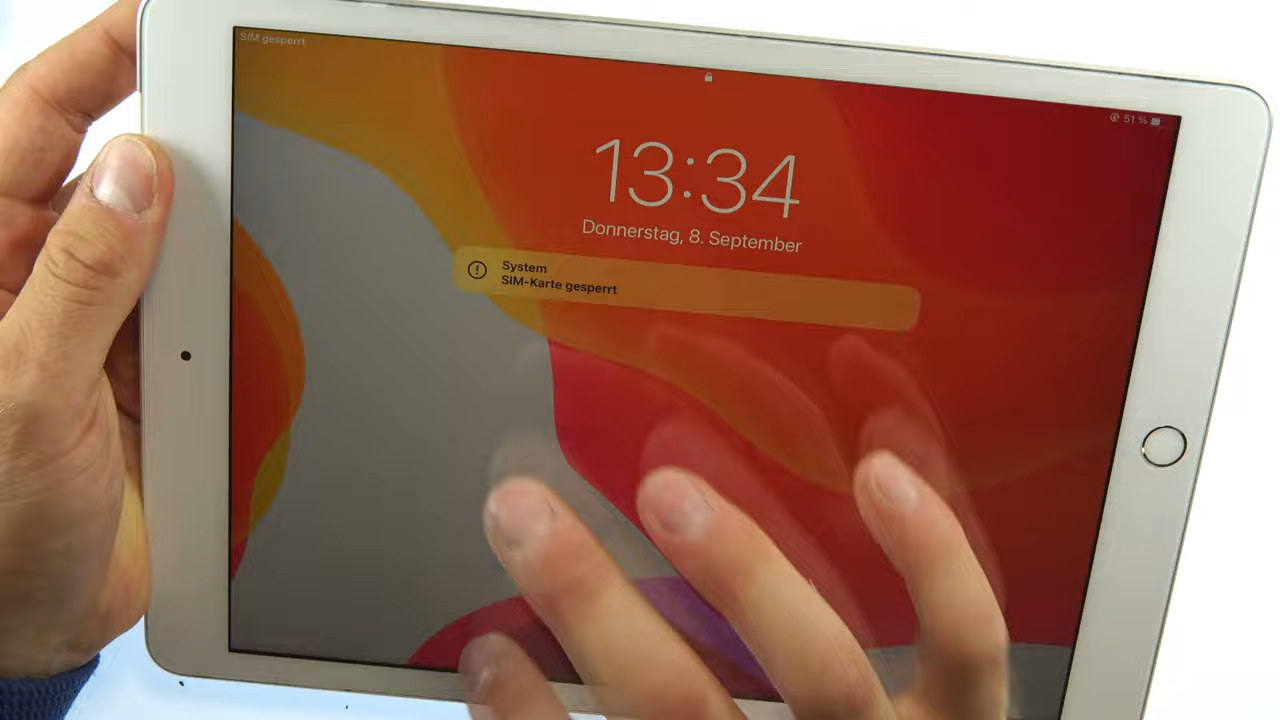 SIM gesperrt
51 %
13:34
Donnerstag, 8. September
System
SIM-Karte gesperrt